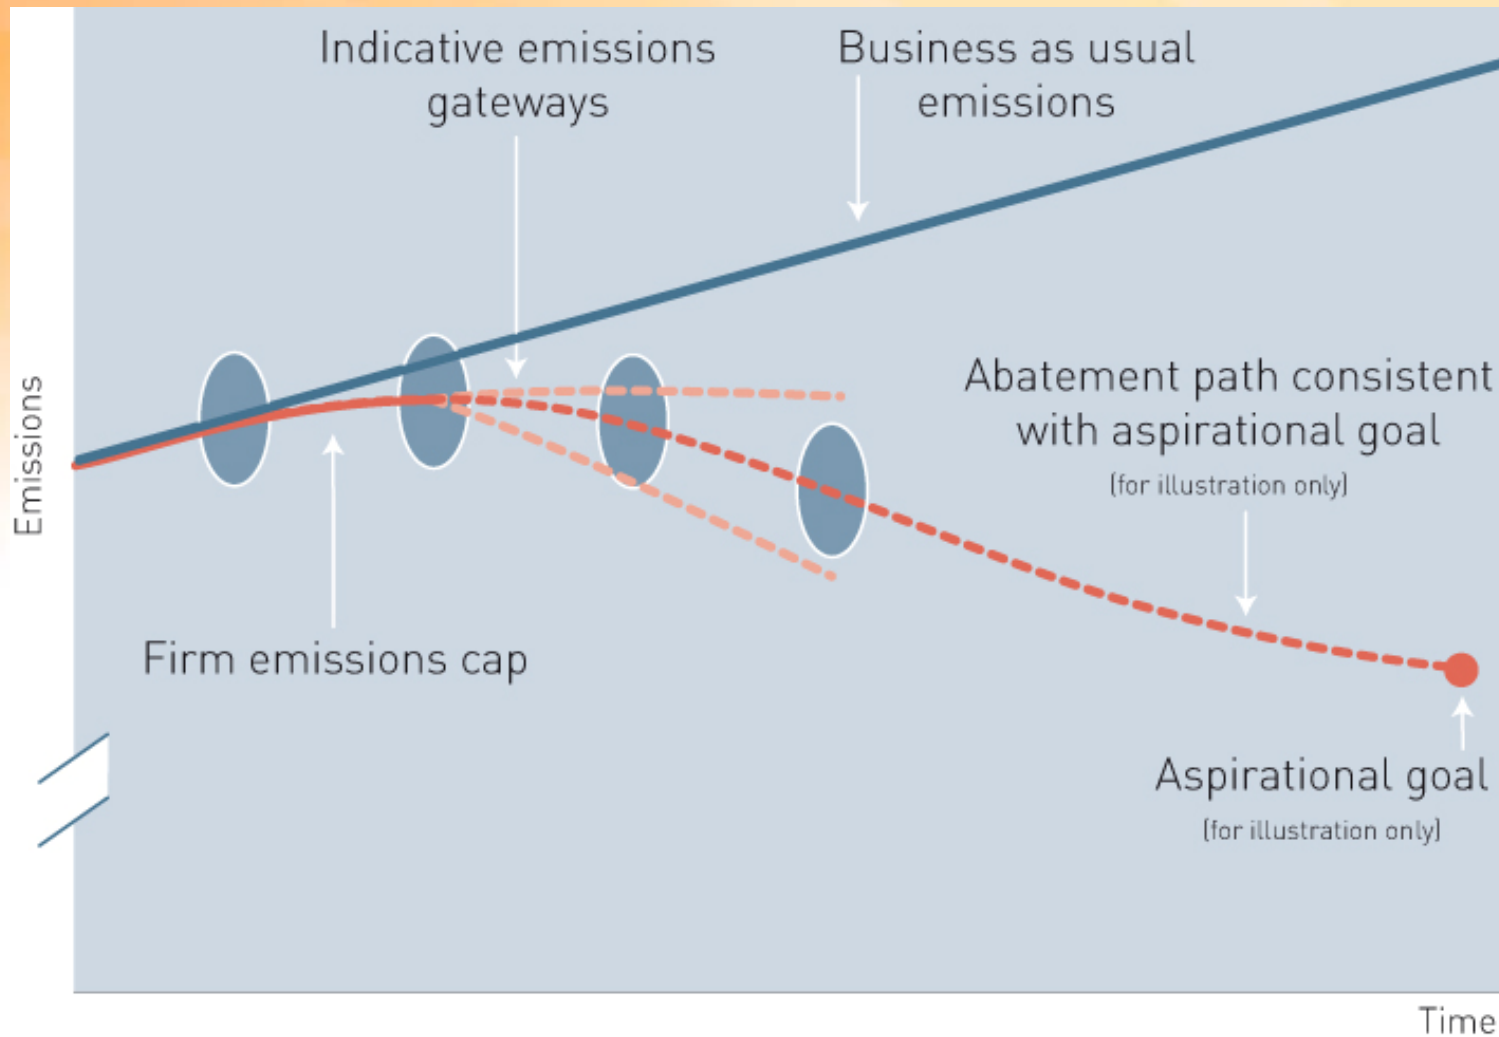 Indicative emissions
gateways
Business as usual
emissions
Emissions
Abatement path consistent
with aspirational goal
(for illustration only)
Firm emissions cap
Aspirational goal
(for illustration only)
Time